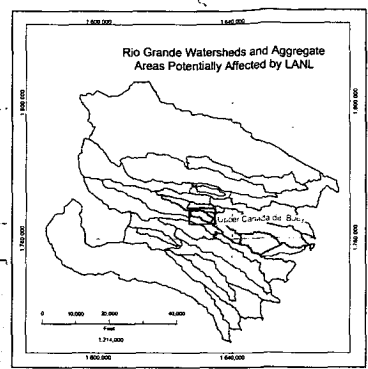 1 600 000 1 640 000
Rio Grande Watersheds and Aggregate
Areas Potentially Affected by LANL
1 800 000 1 800 000
Upper Canada del Buey
1 760 000 1 760 000
0 10,000 20,000 40,000
Feet
1:214,000
1 600 000 1 640 000